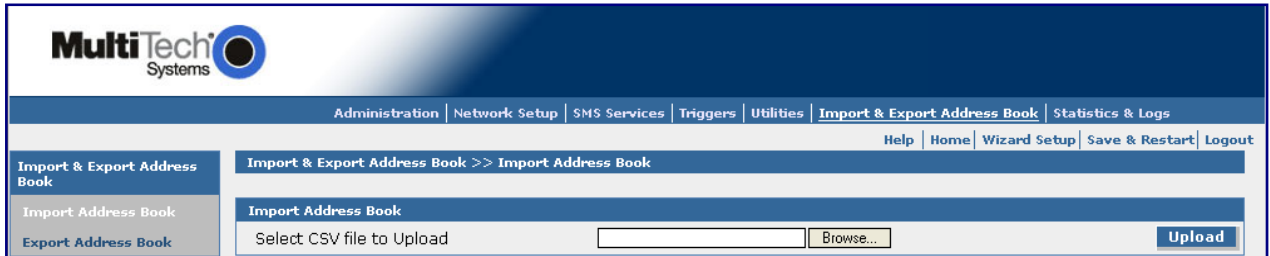 MultiTech
Systems
Administration | Network Setup | SMS Services | Triggers | Utilities | Import & Export Address Book | Statistics & Logs
Help | Home | Wizard Setup | Save & Restart | Logout
Import & Export Address
Book
Import Address Book
Export Address Book
Import & Export Address Book >> Import Address Book
Import Address Book
Select CSV file to Upload Browse... Upload